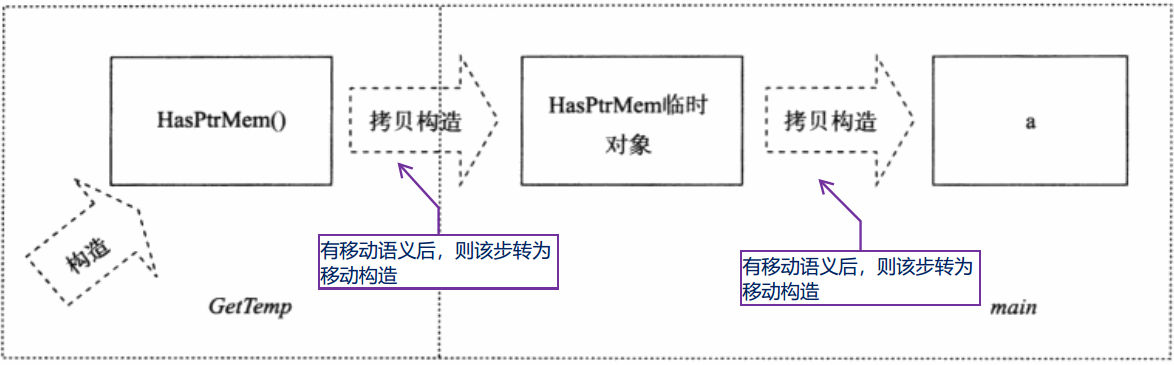 HasPtrMem()
拷贝构造
HasPtrMem临时
对象
拷贝构造
a
构造
有移动语义后，则该步转为
移动构造
有移动语义后，则该步转为
移动构造
GetTemp
main